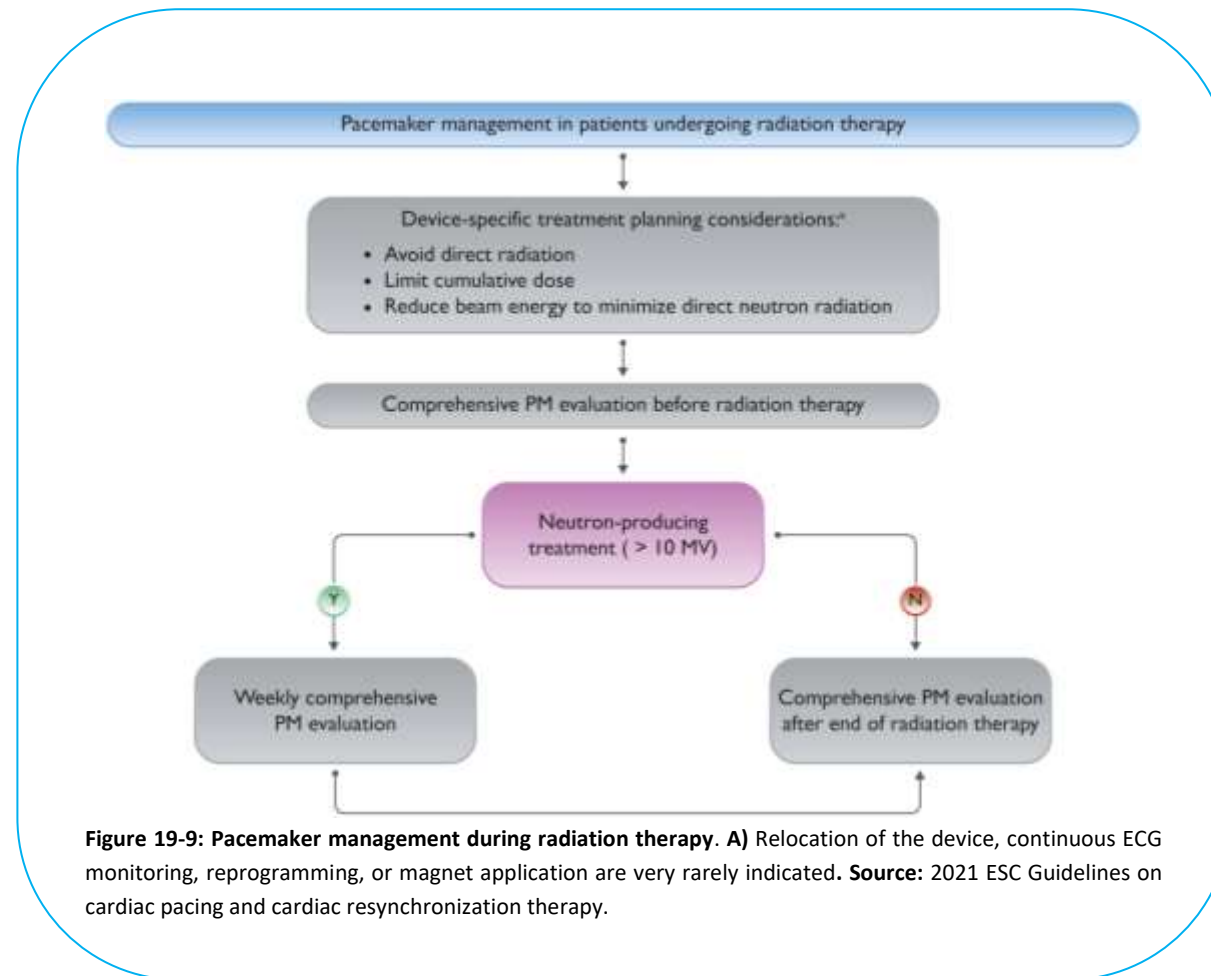 Pacemaker management in patients undergoing radiation therapy
Device-specific treatment planning considerations:a
• Avoid direct radiation
• Limit cumulative dose
• Reduce beam energy to minimize direct neutron radiation
Comprehensive PM evaluation before radiation therapy
Neutron-producing
treatment ( > 10 MV)
Y
N
Weekly comprehensive
PM evaluation
Comprehensive PM evaluation
after end of radiation therapy
Figure 19-9: Pacemaker management during radiation therapy. A) Relocation of the device, continuous ECG
monitoring, reprogramming, or magnet application are very rarely indicated. Source: 2021 ESC Guidelines on
cardiac pacing and cardiac resynchronization therapy.